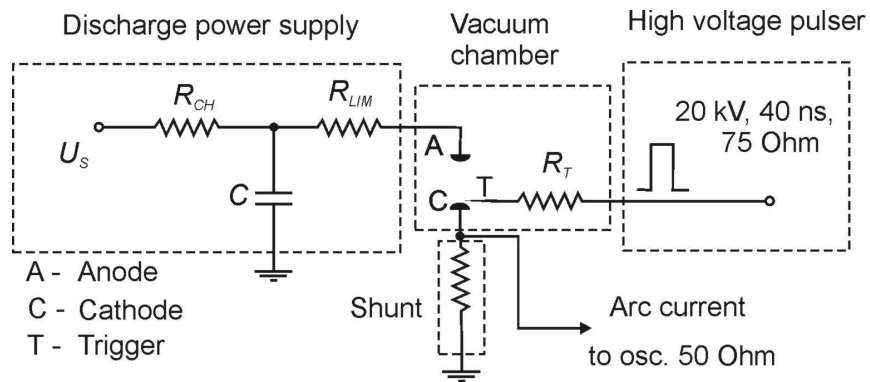 Discharge power supply
Vacuum
chamber
High voltage pulser
R_CH
R_LIM
U_S
C
A
C
T
R_T
20 kV, 40 ns,
75 Ohm
A - Anode
C - Cathode
T - Trigger
Shunt
Arc current
to osc. 50 Ohm